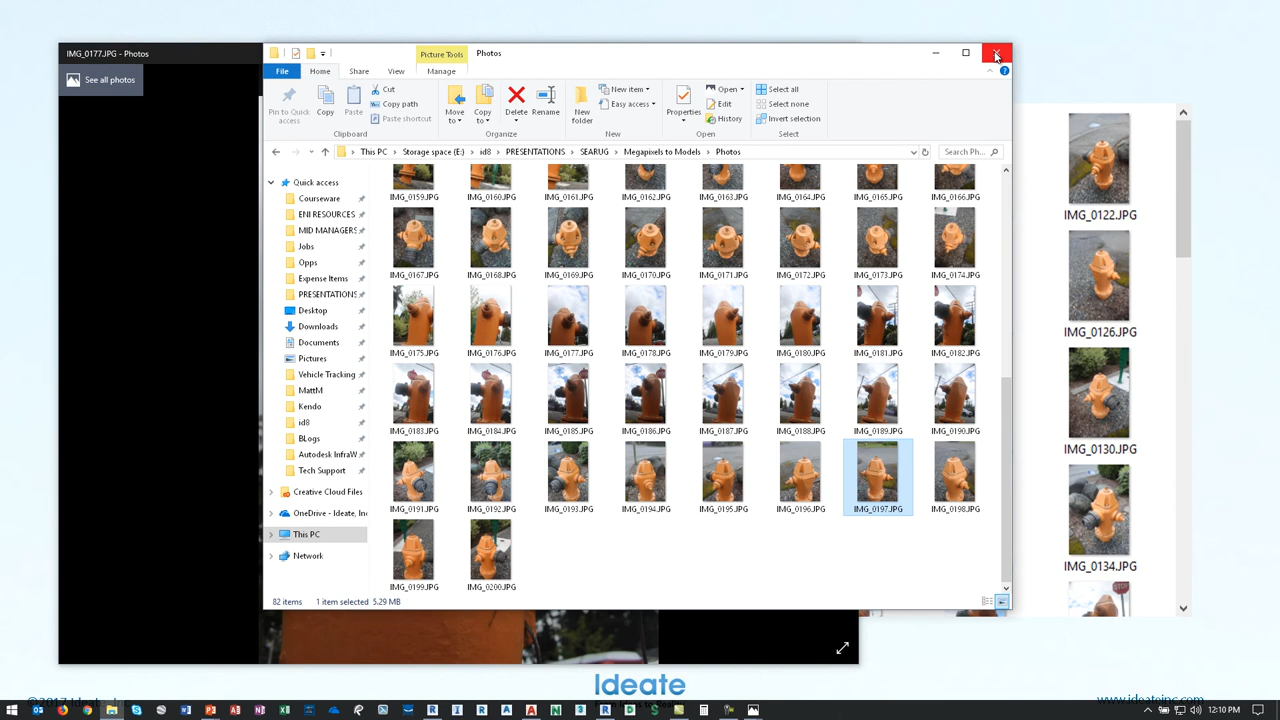 IMG_0177.JPG - Photos
See all photos
Picture Tools
Photos
File
Home
Share
View
Manage
Pin to Quick access
Copy
Paste
Cut
Copy path
Paste shortcut
Clipboard
Move to
Copy to
Delete
Rename
Organize
New folder
New item
Easy access
New
Properties
Open
Edit
History
Open
Select all
Select none
Invert selection
Select
This PC
Storage space (E:)
id8
PRESENTATIONS
SEARUG
Megapixels to Models
Photos
Search Ph...
Quick access
Courseware
ENI RESOURCES
MID MANAGERS
Jobs
Opps
Expense Items
PRESENTATIONS
Desktop
Downloads
Documents
Pictures
Vehicle Tracking
MattM
Kendo
id8
BLogs
Autodesk InfraW
Tech Support
Creative Cloud Files
OneDrive - Ideate, Inc
This PC
Network
IMG_0159.JPG IMG_0160.JPG IMG_0161.JPG IMG_0162.JPG IMG_0163.JPG IMG_0164.JPG IMG_0165.JPG IMG_0166.JPG
IMG_0167.JPG IMG_0168.JPG IMG_0169.JPG IMG_0170.JPG IMG_0171.JPG IMG_0172.JPG IMG_0173.JPG IMG_0174.JPG
IMG_0175.JPG IMG_0176.JPG IMG_0177.JPG IMG_0178.JPG IMG_0179.JPG IMG_0180.JPG IMG_0181.JPG IMG_0182.JPG
IMG_0183.JPG IMG_0184.JPG IMG_0185.JPG IMG_0186.JPG IMG_0187.JPG IMG_0188.JPG IMG_0189.JPG IMG_0190.JPG
IMG_0191.JPG IMG_0192.JPG IMG_0193.JPG IMG_0194.JPG IMG_0195.JPG IMG_0196.JPG IMG_0197.JPG IMG_0198.JPG
IMG_0199.JPG IMG_0200.JPG
82 items 1 item selected 5.29 MB
IMG_0122.JPG
IMG_0126.JPG
IMG_0130.JPG
IMG_0134.JPG
Ideate
www.ideateinc.com
12:10 PM